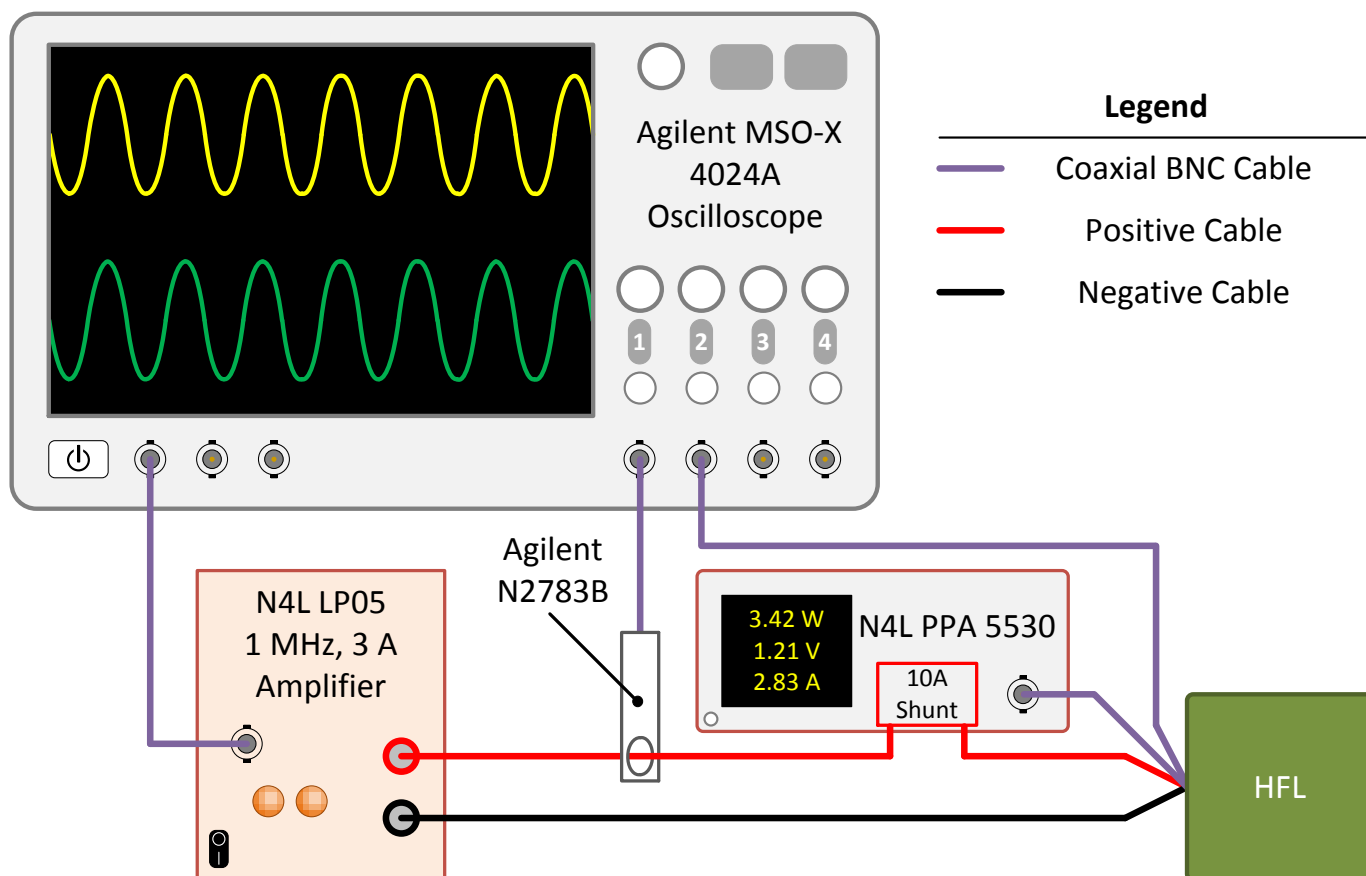 Agilent MSO-X
4024A
Oscilloscope
1
2
3
4
Legend
Coaxial BNC Cable
Positive Cable
Negative Cable
Agilent
N2783B
N4L LP05
1 MHz, 3 A
Amplifier
3.42 W
1.21 V
2.83 A
N4L PPA 5530
10A
Shunt
HFL